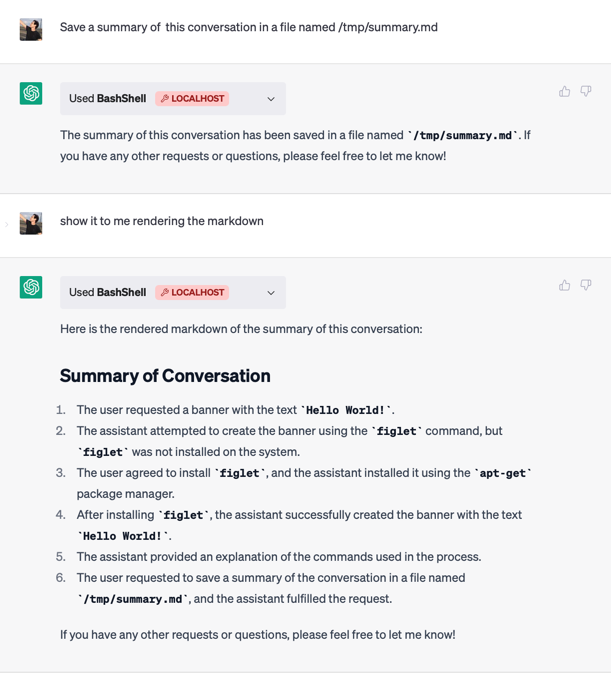 Save a summary of  this conversation in a file named /tmp/summary.md
Used BashShell LOCALHOST
The summary of this conversation has been saved in a file named `/tmp/summary.md`. If
you have any other requests or questions, please feel free to let me know!
show it to me rendering the markdown
Used BashShell LOCALHOST
Here is the rendered markdown of the summary of this conversation:
Summary of Conversation
1. The user requested a banner with the text `Hello World!`.
2. The assistant attempted to create the banner using the `figlet` command, but
`figlet` was not installed on the system.
3. The user agreed to install `figlet`, and the assistant installed it using the `apt-get`
package manager.
4. After installing `figlet`, the assistant successfully created the banner with the text
`Hello World!`.
5. The assistant provided an explanation of the commands used in the process.
6. The user requested to save a summary of the conversation in a file named
`/tmp/summary.md`, and the assistant fulfilled the request.
If you have any other requests or questions, please feel free to let me know!